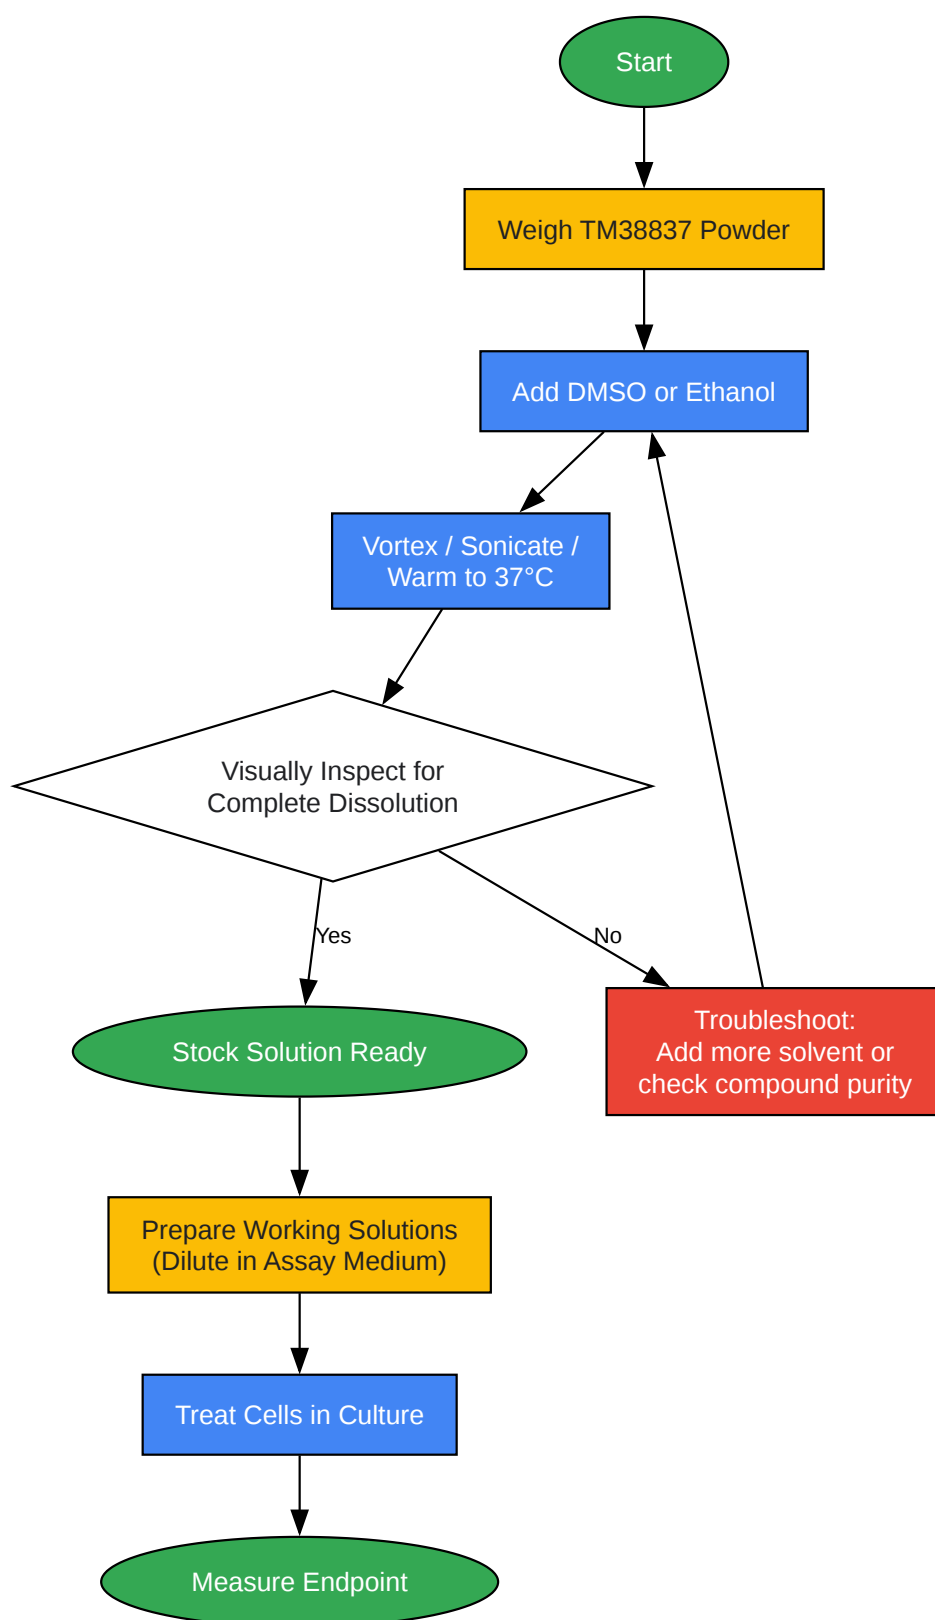 Start
Weigh TM38837 Powder
Add DMSO or Ethanol
Vortex / Sonicate /
Warm to 37°C
Visually Inspect for
Complete Dissolution
Yes
No
Stock Solution Ready
Troubleshoot:
Add more solvent or
check compound purity
Prepare Working Solutions
(Dilute in Assay Medium)
Treat Cells in Culture
Measure Endpoint